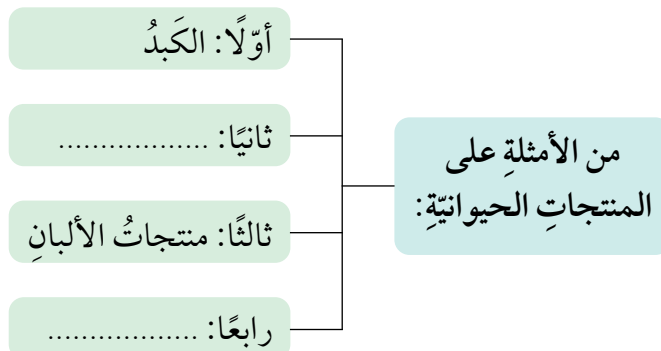 من الأمثلةِ على
المنتجاتِ الحيوانيّةِ:
أوّلًا: الكَبدُ
ثانيًا: ..................
ثالثًا: منتجاتُ الألبانِ
رابعًا: ..................